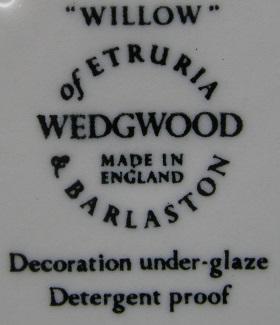 "WILLOW"
of ETRURIA
WEDGWOOD
MADE IN
ENGLAND
& BARLASTON
Decoration under-glaze
Detergent proof